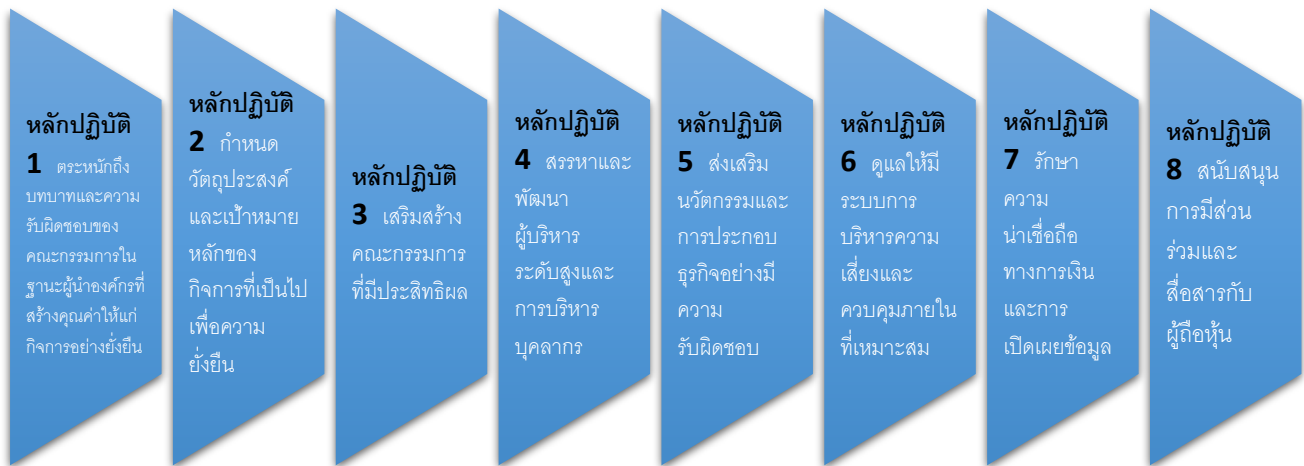 หลักปฏิบัติ
1 ตระหนักถึง
บทบาทและความ
รับผิดชอบของ
คณะกรรมการใน
ฐานะผู้นำองค์กรที่
สร้างคุณค่าให้แก่
กิจการอย่างยั่งยืน
หลักปฏิบัติ
2 กำหนด
วัตถุประสงค์
และเป้าหมาย
หลักของ
กิจการที่เป็นไป
เพื่อความ
ยั่งยืน
หลักปฏิบัติ
3 เสริมสร้าง
คณะกรรมการ
ที่มีประสิทธิผล
หลักปฏิบัติ
4 สรรหาและ
พัฒนา
ผู้บริหาร
ระดับสูงและ
การบริหาร
บุคลากร
หลักปฏิบัติ
5 ส่งเสริม
นวัตกรรมและ
การประกอบ
ธุรกิจอย่างมี
ความ
รับผิดชอบ
หลักปฏิบัติ
6 ดูแลให้มี
ระบบการ
บริหารความ
เสี่ยงและ
ควบคุมภายใน
ที่เหมาะสม
หลักปฏิบัติ
7 รักษา
ความ
น่าเชื่อถือ
ทางการเงิน
และการ
เปิดเผยข้อมูล
หลักปฏิบัติ
8 สนับสนุน
การมีส่วน
ร่วมและ
สื่อสารกับ
ผู้ถือหุ้น